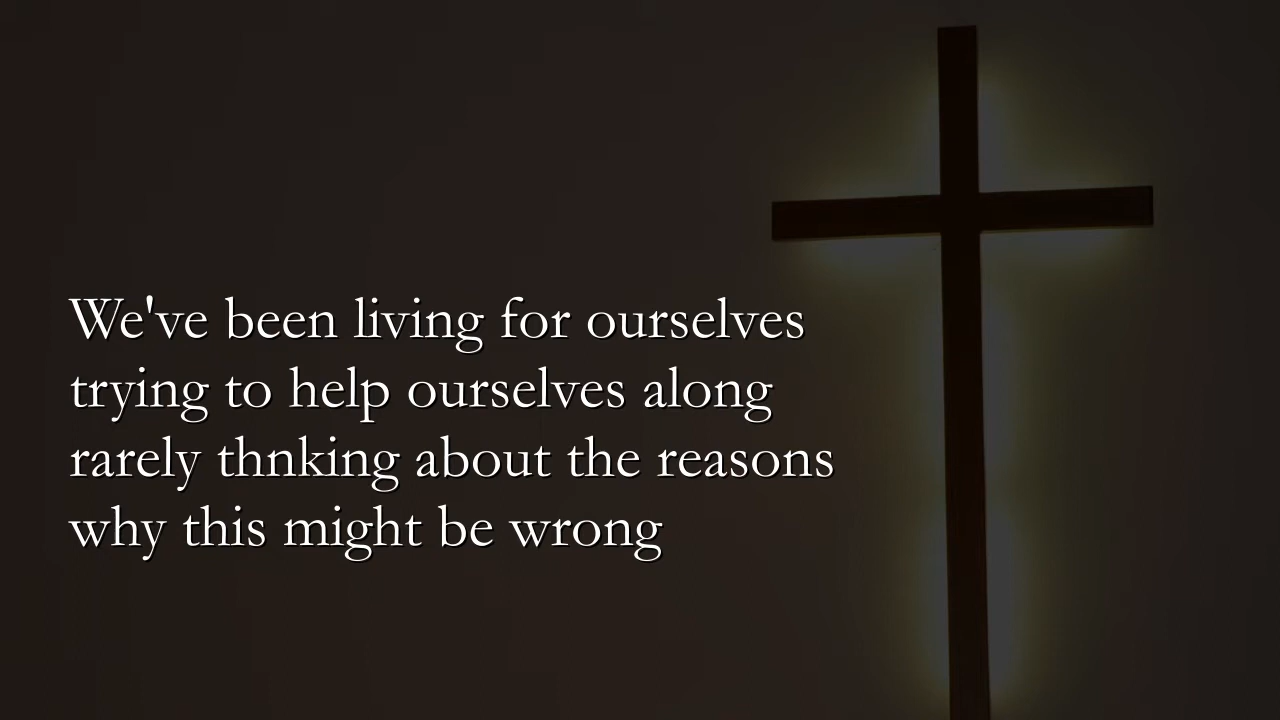 We've been living for ourselves
trying to help ourselves along
rarely thnking about the reasons
why this might be wrong